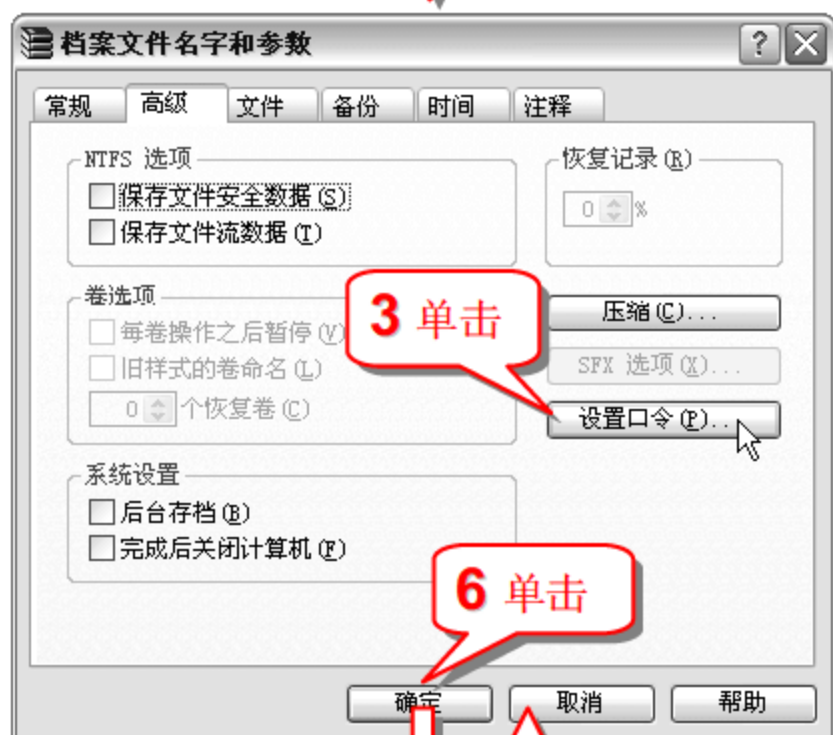 档案文件名字和参数
常规 高级 文件 备份 时间 注释
NTFS 选项
保存文件安全数据(S)
保存文件流数据(T)
恢复记录(R)
0 %
卷选项
每卷操作之后暂停(V)
旧样式的卷命名(L)
0 个恢复卷(C)
3 单击
压缩(C)...
SFX 选项(X)...
设置口令(P)..
系统设置
后台存档(B)
完成后关闭计算机(F)
6 单击
确定 取消 帮助